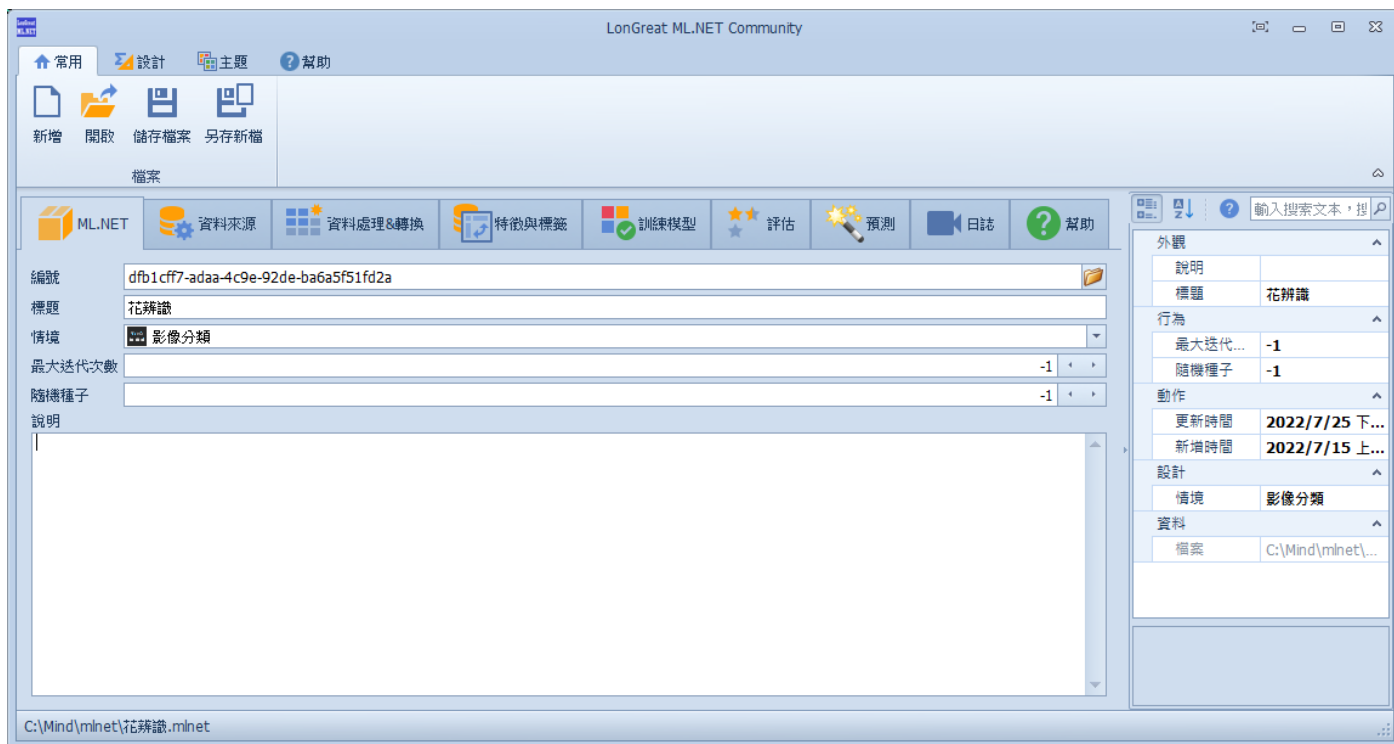 LonGreat ML.NET Community
常用 設計 主題 幫助
新增 開啟 儲存檔案 另存新檔
檔案
ML.NET 資料來源 資料處理&轉換 特徵與標籤 訓練模型 評估 預測 日誌 幫助
編號 dfb1cff7-adaa-4c9e-92de-ba6a5f51fd2a
標題 花辨識
情境 影像分類
最大迭代次數 -1
隨機種子 -1
說明
輸入搜索文本，搜
外觀
說明
標題 花辨識
行為
最大迭代... -1
隨機種子 -1
動作
更新時間 2022/7/25 下...
新增時間 2022/7/15 上...
設計
情境 影像分類
資料
檔案 C:\Mind\mlnet\...
C:\Mind\mlnet\花辨識.mlnet